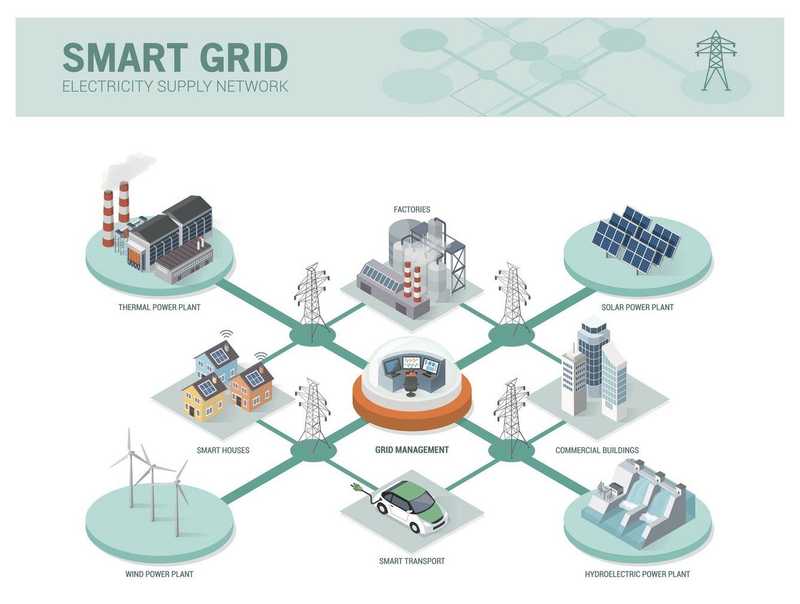 SMART GRID
ELECTRICITY SUPPLY NETWORK
FACTORIES
THERMAL POWER PLANT
SOLAR POWER PLANT
SMART HOUSES
GRID MANAGEMENT
COMMERCIAL BUILDINGS
SMART TRANSPORT
WIND POWER PLANT
HYDROELECTRIC POWER PLANT